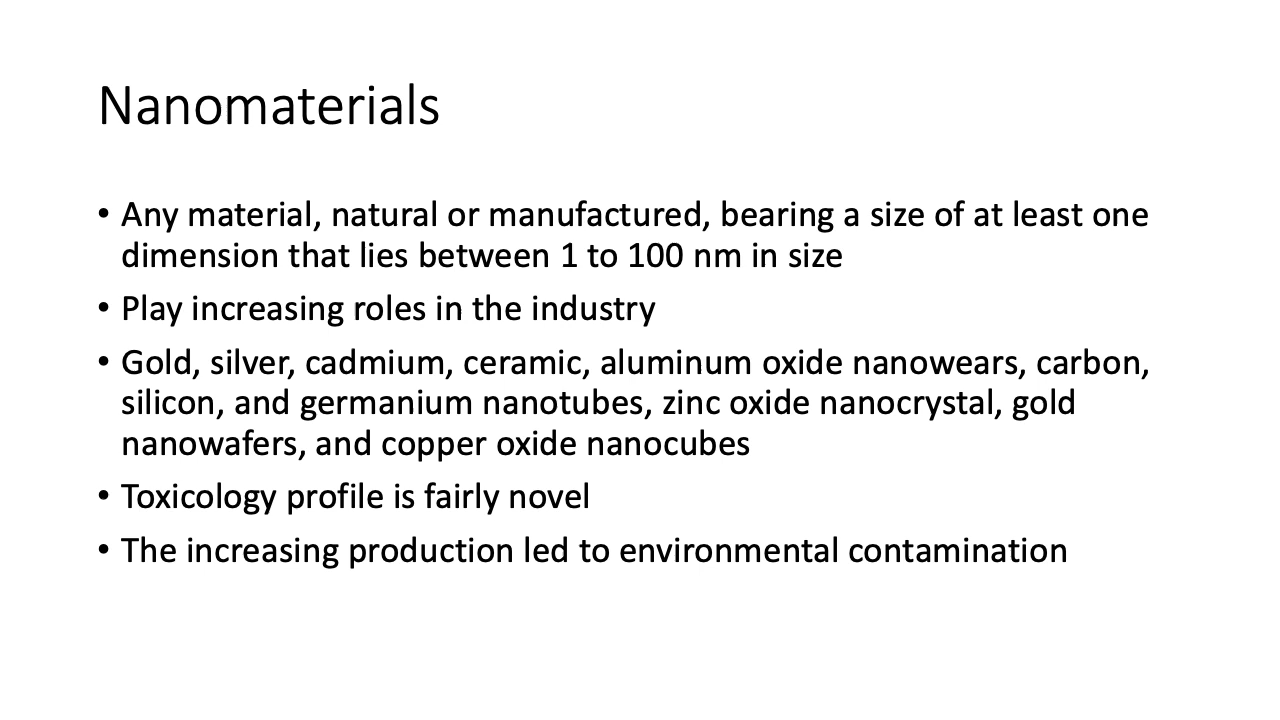 Nanomaterials
• Any material, natural or manufactured, bearing a size of at least one
dimension that lies between 1 to 100 nm in size
• Play increasing roles in the industry
• Gold, silver, cadmium, ceramic, aluminum oxide nanowears, carbon,
silicon, and germanium nanotubes, zinc oxide nanocrystal, gold
nanowafers, and copper oxide nanocubes
• Toxicology profile is fairly novel
• The increasing production led to environmental contamination